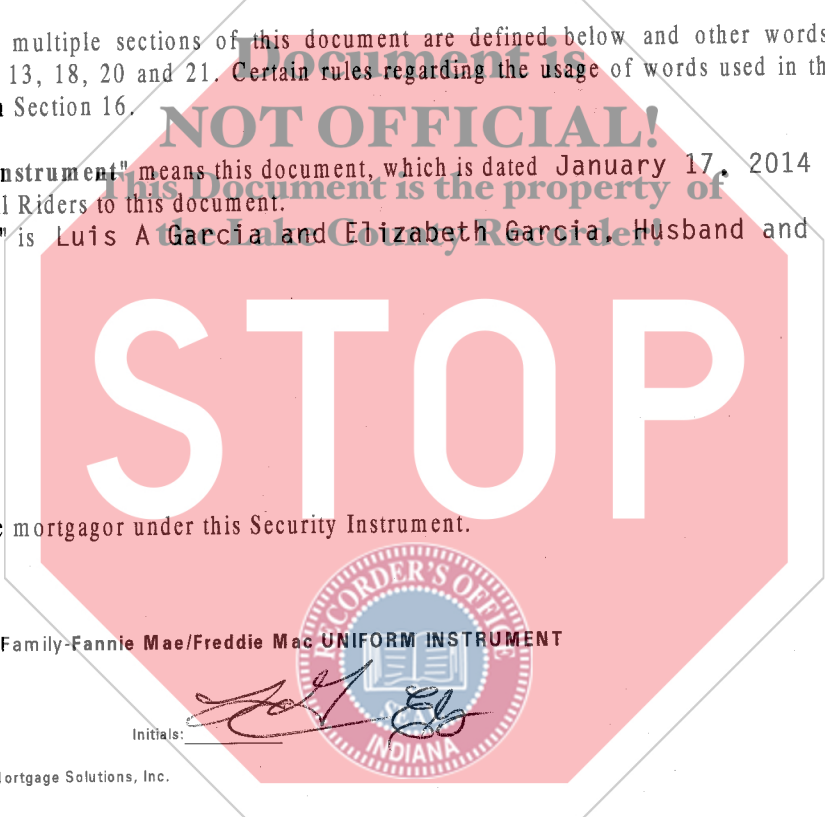 multiple sections of this document are defined below and other words
Document is
13, 18, 20 and 21. Certain rules regarding the usage of words used in th
Section 16.
NOT OFFICIAL!
nstrument" means this document, which is dated January 17, 2014
This Document is the property of
l Riders to this document.
the Lake County Recorder!
" is Luis A Garcia and Elizabeth Garcia, Husband and
STOP
e mortgagor under this Security Instrument.
RECORDER'S OFFICE
Family-Fannie Mae/Freddie Mac UNIFORM INSTRUMENT
SEAL
Initials:
INDIANA
ortgage Solutions, Inc.